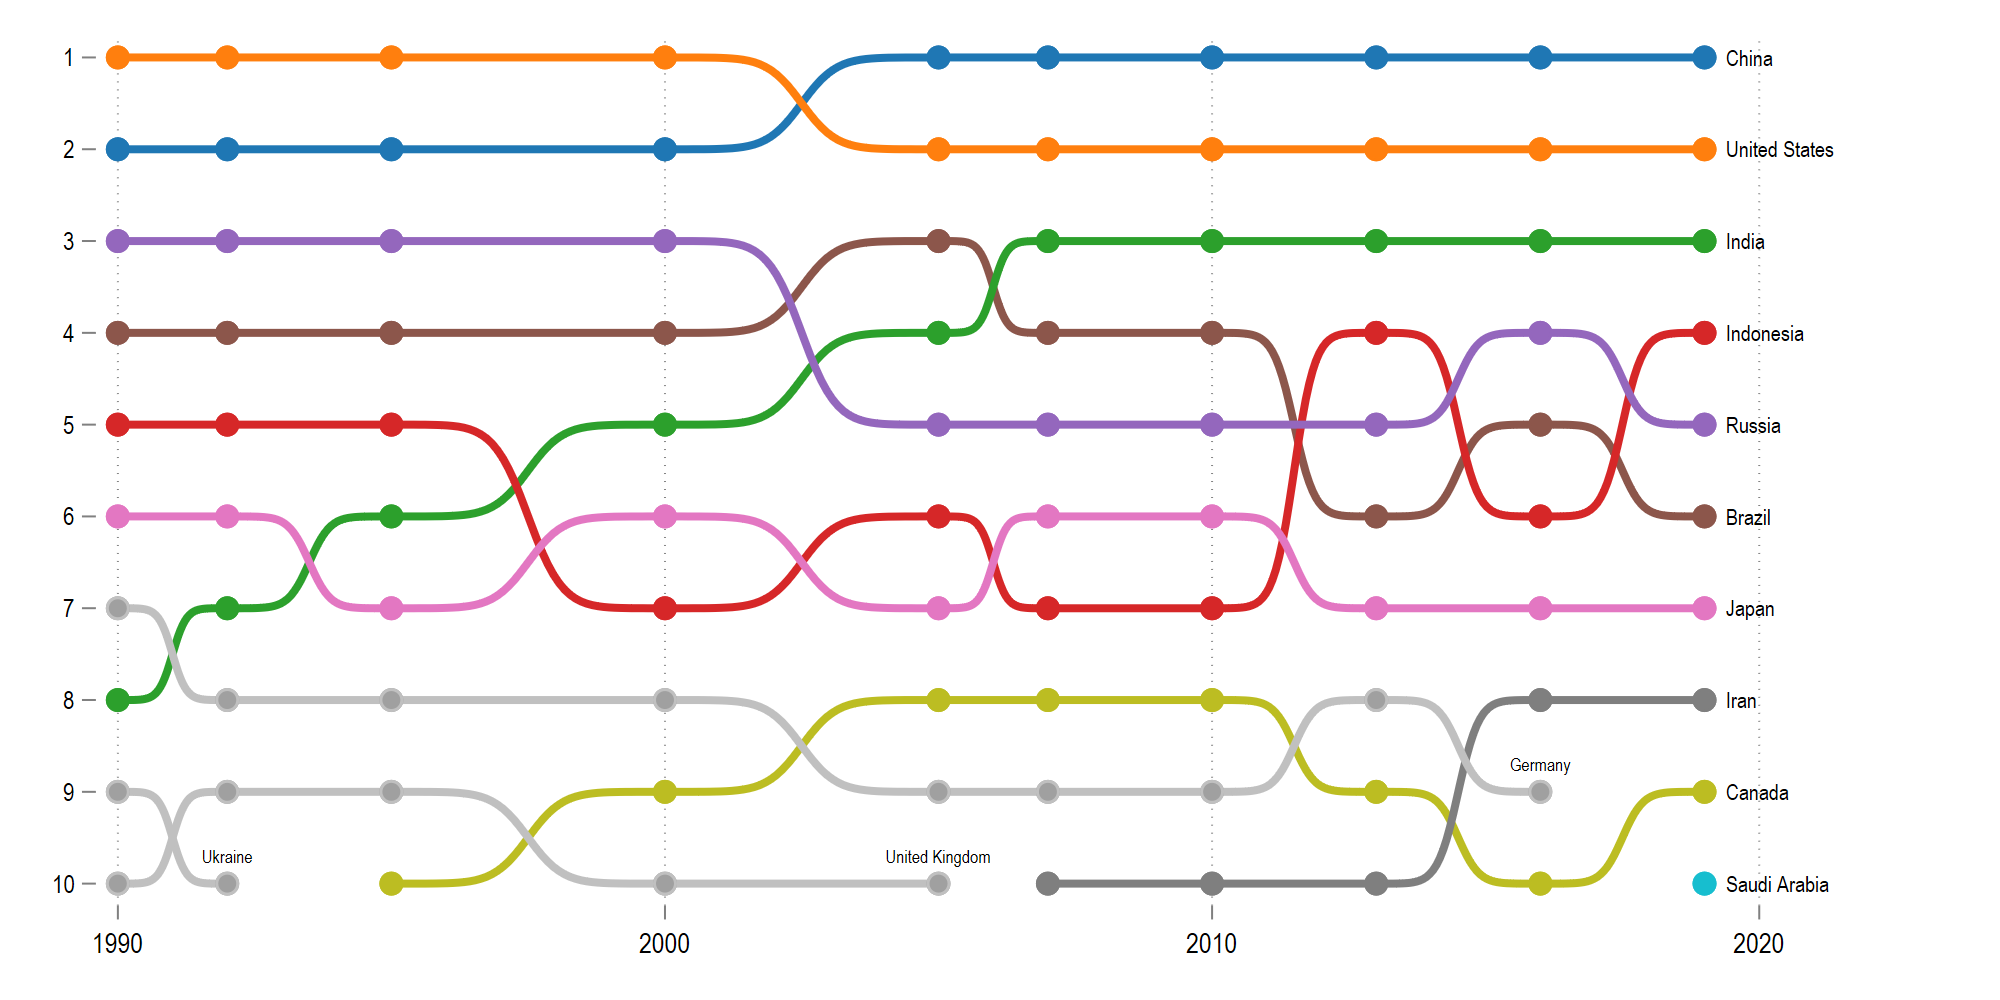 1
China
2
United States
3
India
4
Indonesia
5
Russia
6
Brazil
7
Japan
8
Iran
Germany
9
Canada
Ukraine
United Kingdom
10
Saudi Arabia
1990
2000
2010
2020